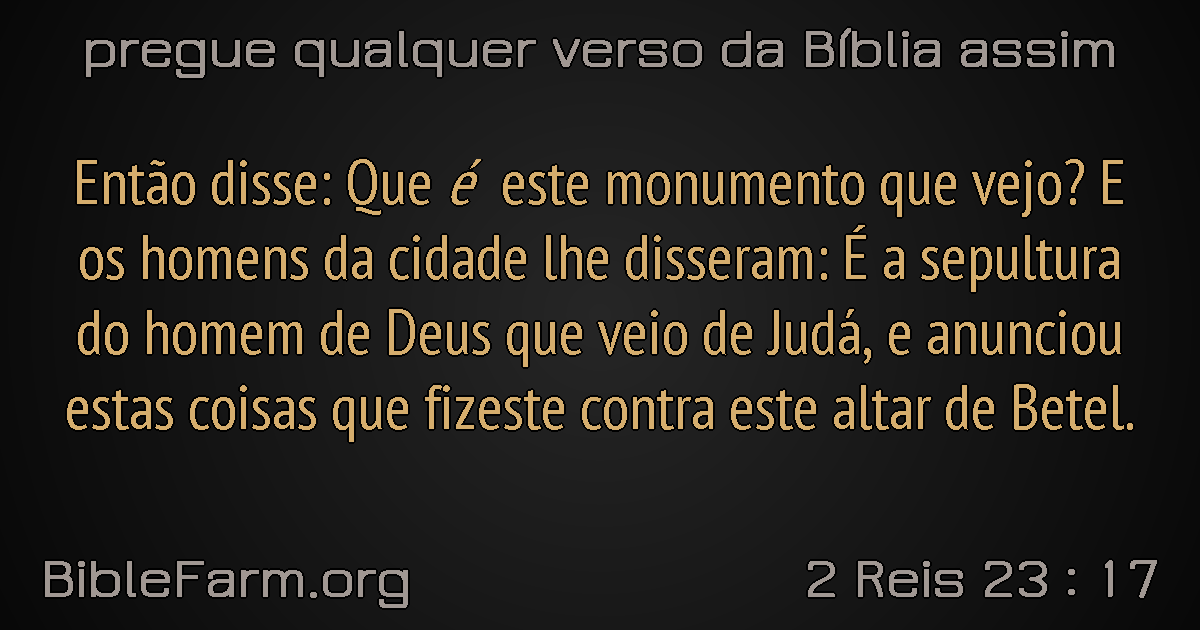 pregue qualquer verso da Bíblia assim
Então disse: Que é este monumento que vejo? E
os homens da cidade lhe disseram: É a sepultura
do homem de Deus que veio de Judá, e anunciou
estas coisas que fizeste contra este altar de Betel.
BibleFarm.org
2 Reis 23 : 17